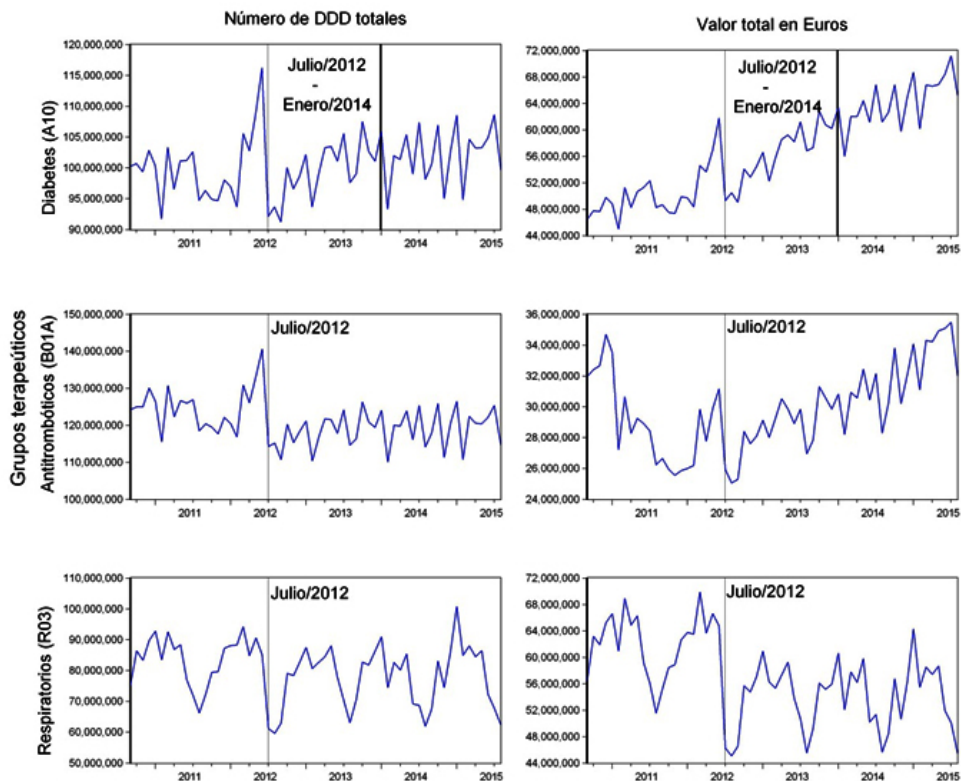 Número de DDD totales
Valor total en Euros
Grupos terapeúticos
Diabetes (A10)
120,000,000
115,000,000
110,000,000
105,000,000
100,000,000
95,000,000
90,000,000
Julio/2012
-
Enero/2014
2011 2012 2013 2014 2015
72,000,000
68,000,000
64,000,000
60,000,000
56,000,000
52,000,000
48,000,000
44,000,000
Julio/2012
-
Enero/2014
2011 2012 2013 2014 2015
Antitrombóticos (B01A)
150,000,000
140,000,000
130,000,000
120,000,000
110,000,000
100,000,000
Julio/2012
2011 2012 2013 2014 2015
36,000,000
34,000,000
32,000,000
30,000,000
28,000,000
26,000,000
24,000,000
Julio/2012
2011 2012 2013 2014 2015
Respiratorios (R03)
110,000,000
100,000,000
90,000,000
80,000,000
70,000,000
60,000,000
50,000,000
Julio/2012
2011 2012 2013 2014 2015
72,000,000
68,000,000
64,000,000
60,000,000
56,000,000
52,000,000
48,000,000
44,000,000
Julio/2012
2011 2012 2013 2014 2015